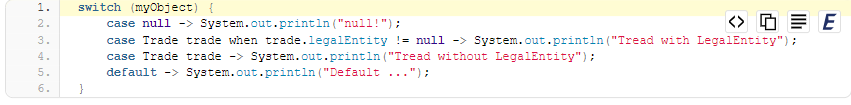 1. switch (myObject) {
2. case null -> System.out.println("null!");
3. case Trade trade when trade.legalEntity != null -> System.out.println("Tread with LegalEntity");
4. case Trade trade -> System.out.println("Tread without LegalEntity");
5. default -> System.out.println("Default ...");
6. }
<> E